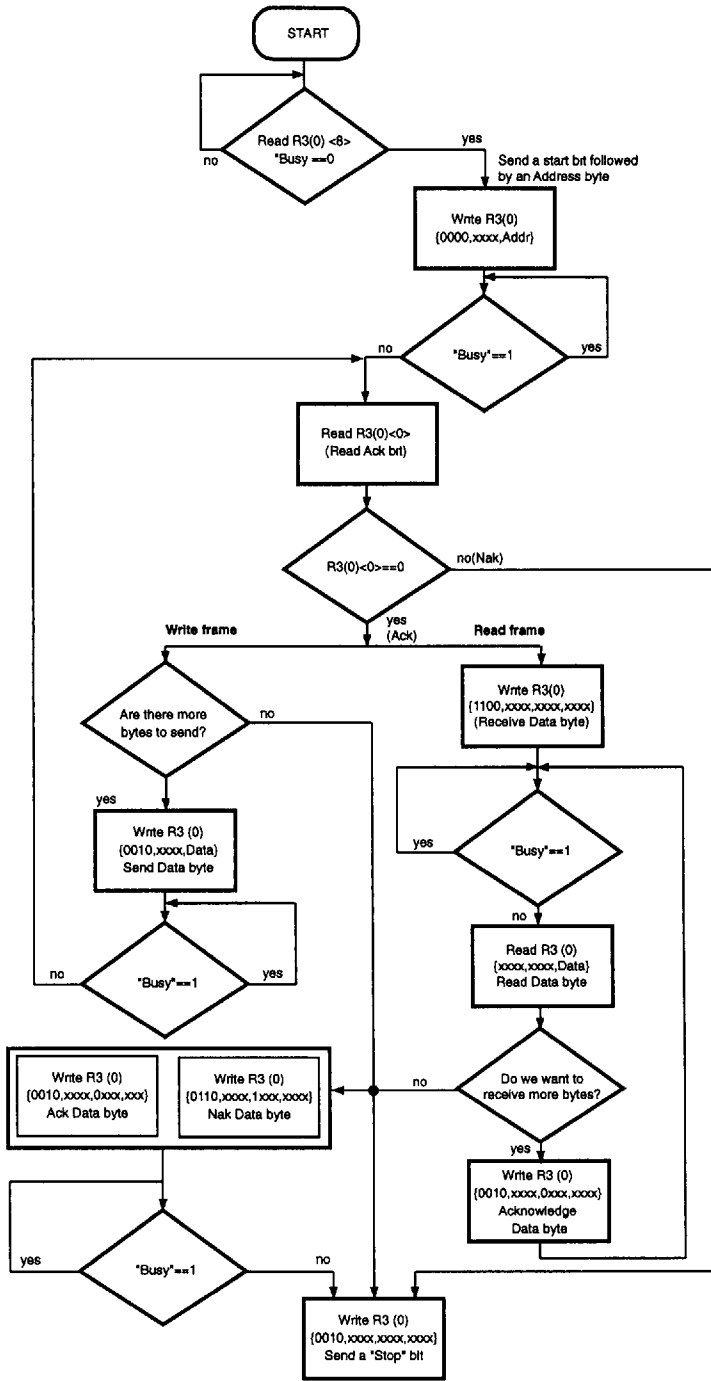 START
Read R3(0) <8>
"Busy ==0
no
yes
Send a start bit followed
by an Address byte
Write R3(0)
{0000,xxxx,Addr}
"Busy"==1
no
yes
Read R3(0)<0>
(Read Ack bit)
R3(0)<0>==0
no(Nak)
yes
(Ack)
Write frame
Read frame
Are there more
bytes to send?
no
yes
Write R3(0)
{1100,xxxx,xxxx,xxxx}
(Receive Data byte)
Write R3 (0)
{0010,xxxx,Data}
Send Data byte
"Busy"==1
yes
no
"Busy"==1
no
yes
Read R3 (0)
{xxxx,xxxx,Data}
Read Data byte
Write R3 (0)
{0010,xxxx,0xxx,xxx}
Ack Data byte
Write R3 (0)
{0110,xxxx,1xxx,xxxx}
Nak Data byte
Do we want to
receive more bytes?
no
yes
Write R3 (0)
{0010,xxxx,0xxx,xxxx}
Acknowledge
Data byte
"Busy"==1
yes
no
Write R3 (0)
{0010,xxxx,xxxx,xxxx}
Send a "Stop" bit